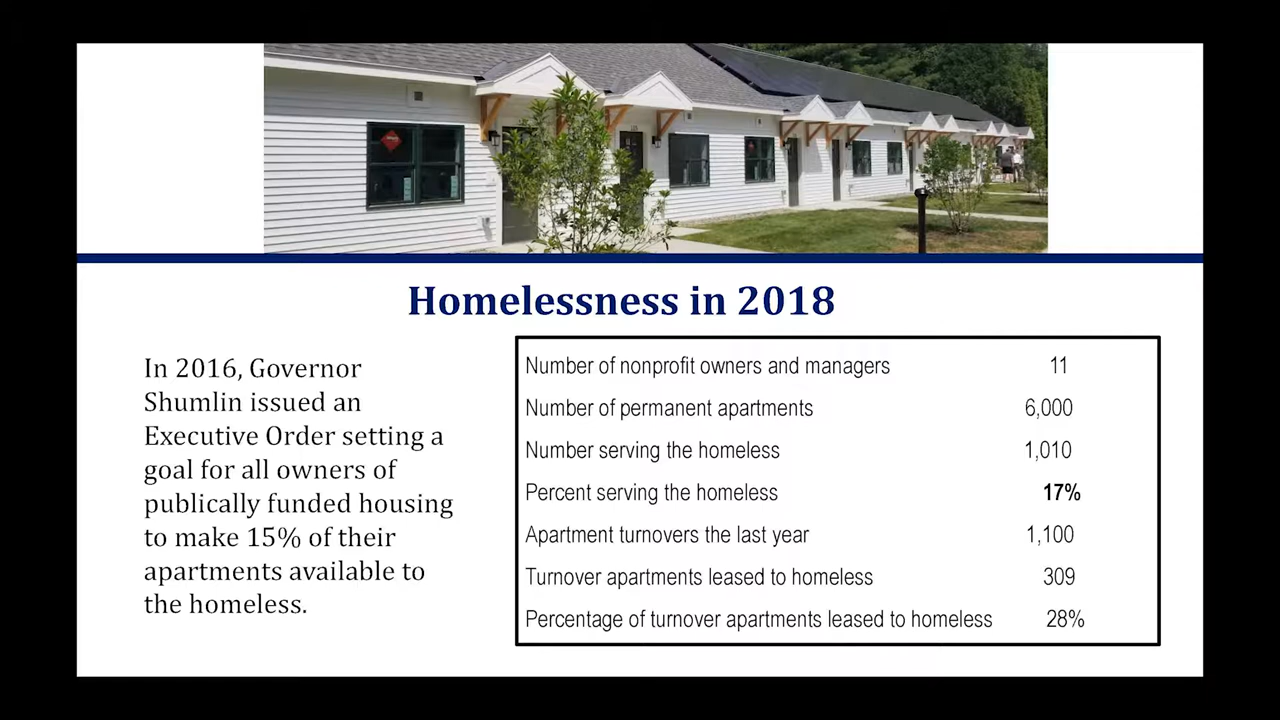 Homelessness in 2018
In 2016, Governor
Shumlin issued an
Executive Order setting a
goal for all owners of
publically funded housing
to make 15% of their
apartments available to
the homeless.
Number of nonprofit owners and managers 11
Number of permanent apartments 6,000
Number serving the homeless 1,010
Percent serving the homeless 17%
Apartment turnovers the last year 1,100
Turnover apartments leased to homeless 309
Percentage of turnover apartments leased to homeless 28%